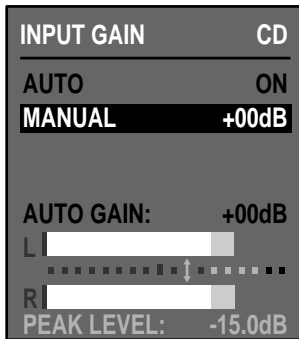 INPUT GAIN CD
AUTO ON
MANUAL +00dB
AUTO GAIN: +00dB
L
R
PEAK LEVEL: -15.0dB